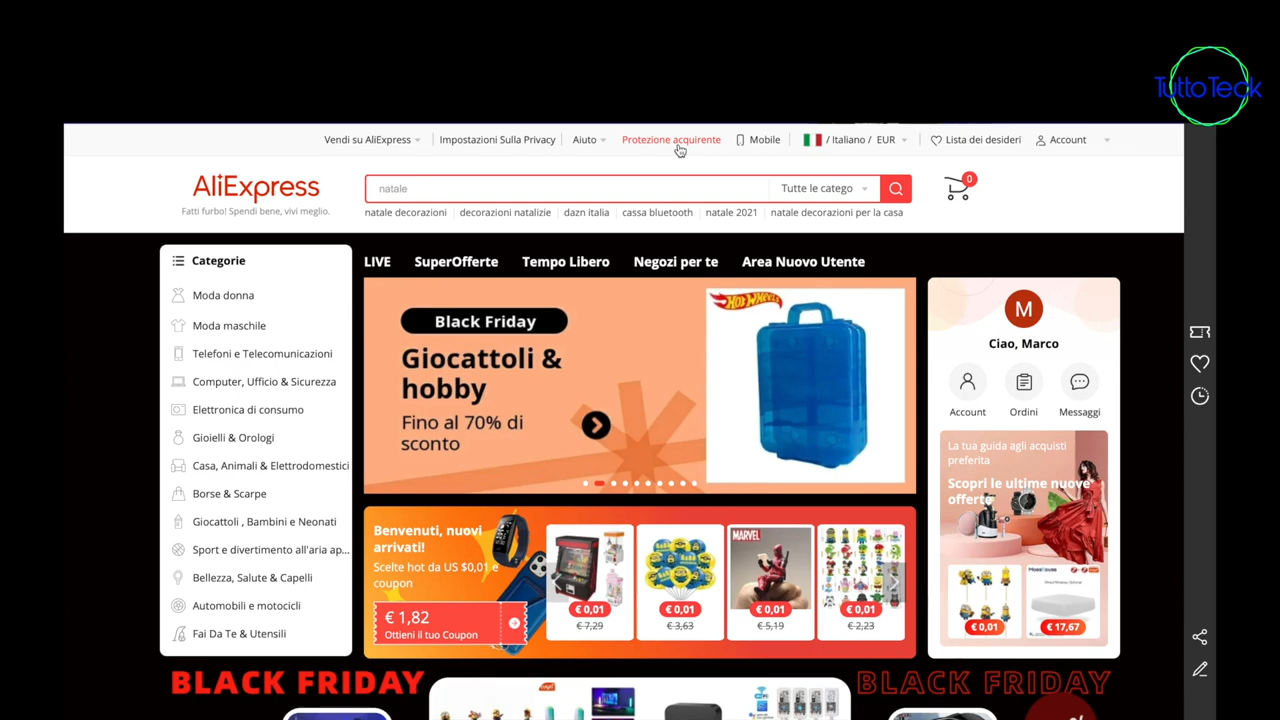 Tutto Teck
Vendi su AliExpress
Impostazioni Sulla Privacy
Aiuto
Protezione acquirente
Mobile
/ Italiano / EUR
Lista dei desideri
Account
AliExpress
Fatti furbo! Spendi bene, vivi meglio.
natale
Tutte le catego
0
natale decorazioni
decorazioni natalizie
dazn italia
cassa bluetooth
natale 2021
natale decorazioni per la casa
Categorie
Moda donna
Moda maschile
Telefoni e Telecomunicazioni
Computer, Ufficio & Sicurezza
Elettronica di consumo
Gioielli & Orologi
Casa, Animali & Elettrodomestici
Borse & Scarpe
Giocattoli , Bambini e Neonati
Sport e divertimento all'aria ap...
Bellezza, Salute & Capelli
Automobili e motocicli
Fai Da Te & Utensili
LIVE
SuperOfferte
Tempo Libero
Negozi per te
Area Nuovo Utente
Black Friday
Giocattoli &
hobby
Fino al 70% di
sconto
HOT WHEELS
Benvenuti, nuovi
arrivati!
Scelte hot da US $0,01 e
coupon
€ 1,82
Ottieni il tuo Coupon
€ 0,01
€ 7,29
€ 0,01
€ 3,63
MARVEL
€ 0,01
€ 5,19
€ 0,01
€ 2,23
M
Ciao, Marco
Account
Ordini
Messaggi
La tua guida agli acquisti
preferita
Scopri le ultime nuove
offerte
€ 0,01
€ 17,67
BLACK FRIDAY
BLACK FRIDAY